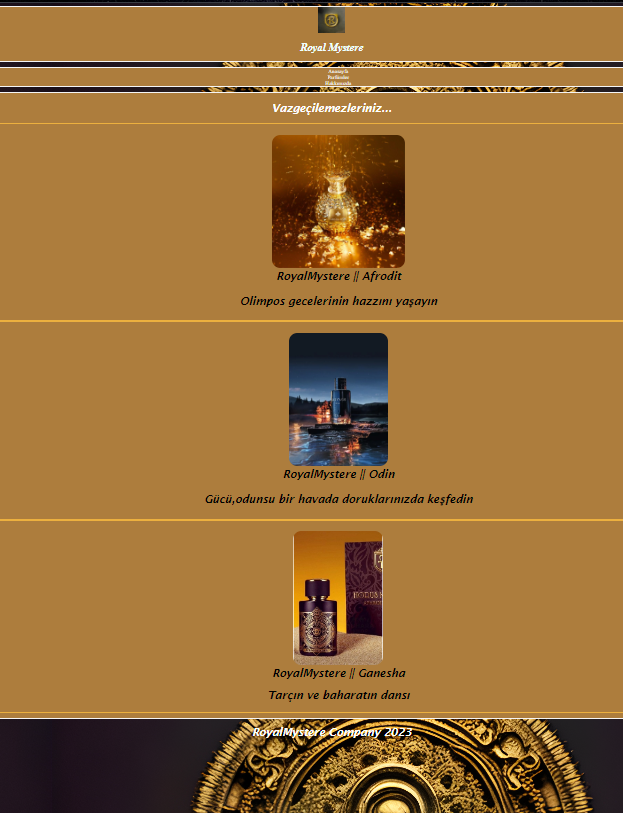 Royal Mystere
Anasayfa
Parfümler
Hakkımızda
Vazgeçilemezleriniz...
RoyalMystere || Afrodit
Olimpos gecelerinin hazzını yaşayın
RoyalMystere || Odin
Gücü,odunsu bir havada doruklarınızda keşfedin
RoyalMystere || Ganesha
Tarçın ve baharatın dansı
RoyalMystere Company 2023